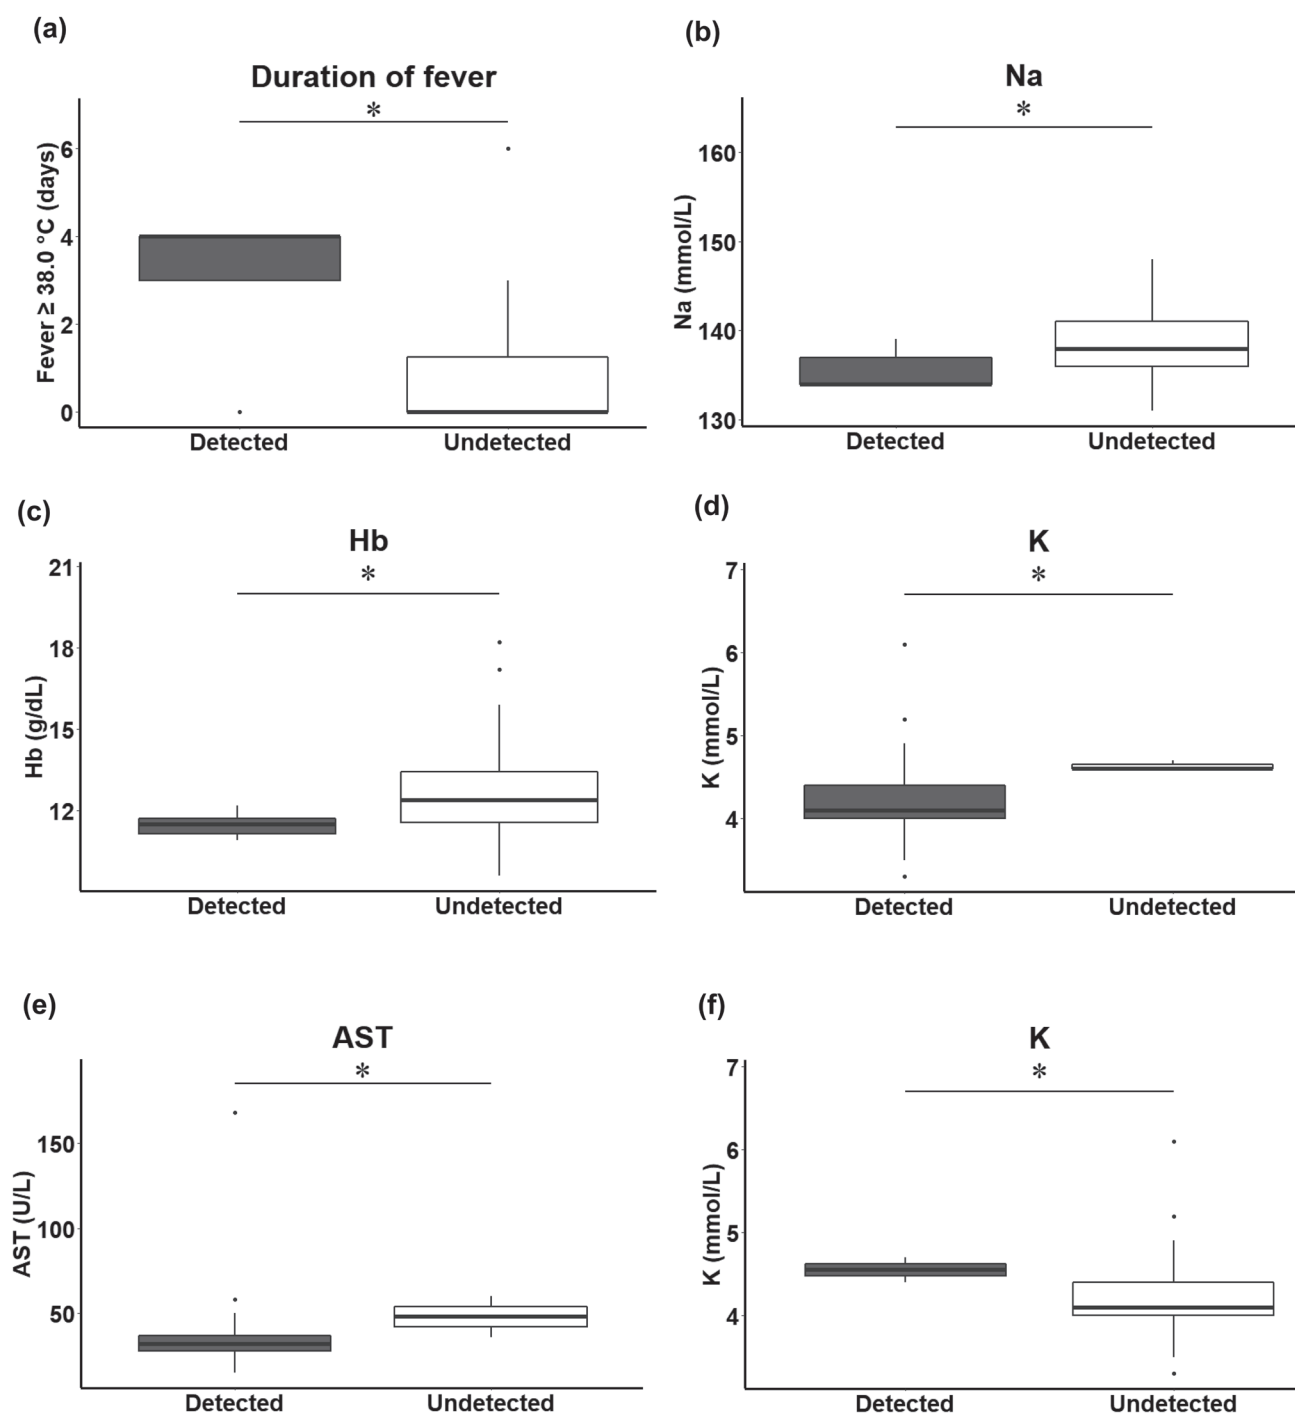 (a)
Duration of fever
*
Fever ≥ 38.0 °C (days)
6
4
2
0
Detected Undetected
(b)
Na
*
Na (mmol/L)
160
150
140
130
Detected Undetected
(c)
Hb
*
Hb (g/dL)
21
18
15
12
Detected Undetected
(d)
K
*
K (mmol/L)
7
6
5
4
Detected Undetected
(e)
AST
*
AST (U/L)
150
100
50
Detected Undetected
(f)
K
*
K (mmol/L)
7
6
5
4
Detected Undetected